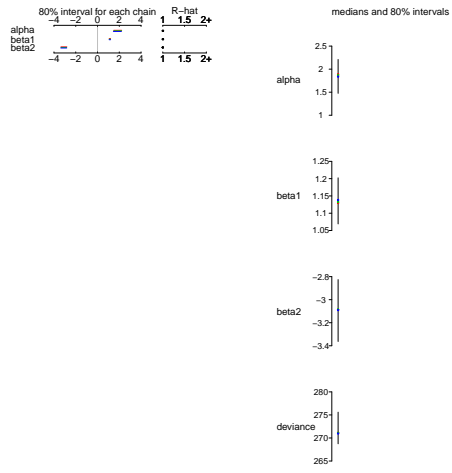 80% interval for each chain R−hat
−4 −2 0 2 4 1 1.5 2+
alpha
beta1
beta2
−4 −2 0 2 4 1 1.5 2+
medians and 80% intervals
2.5
2
alpha
1.5
1
1.25
1.2
beta1
1.15
1.1
1.05
−2.8
−3
beta2
−3.2
−3.4
280
275
deviance
270
265